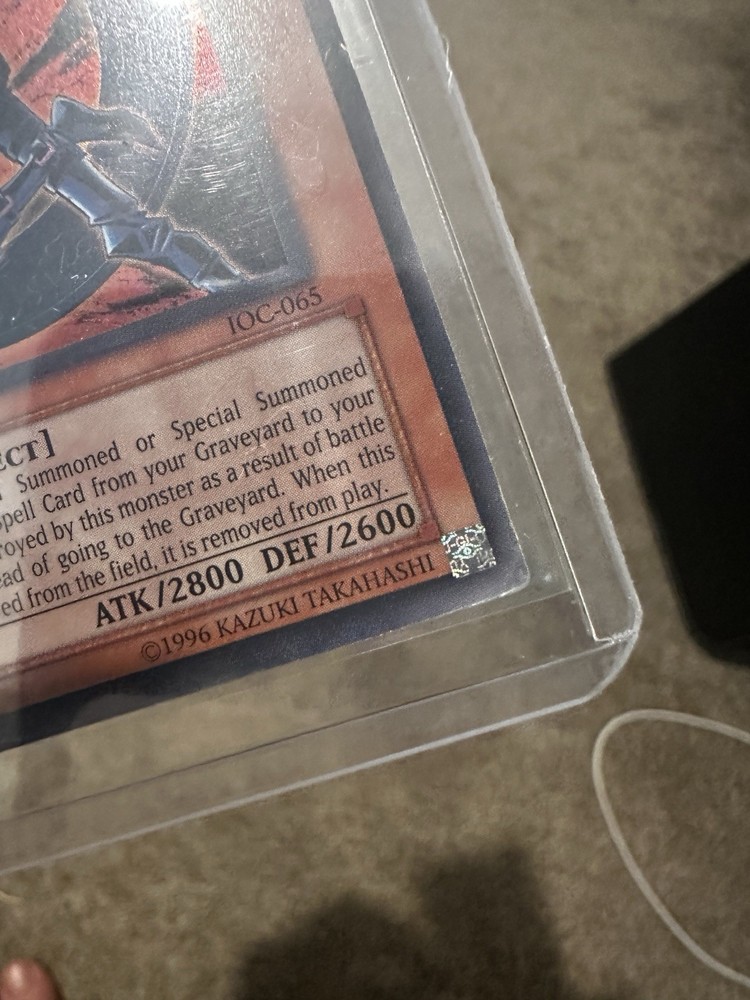 IOC-065
ECT]
Summoned or Special Summoned
Spell Card from your Graveyard to your
royed by this monster as a result of battle
ead of going to the Graveyard. When this
ed from the field, it is removed from play.
ATK/2800 DEF/2600
©1996 KAZUKI TAKAHASHI